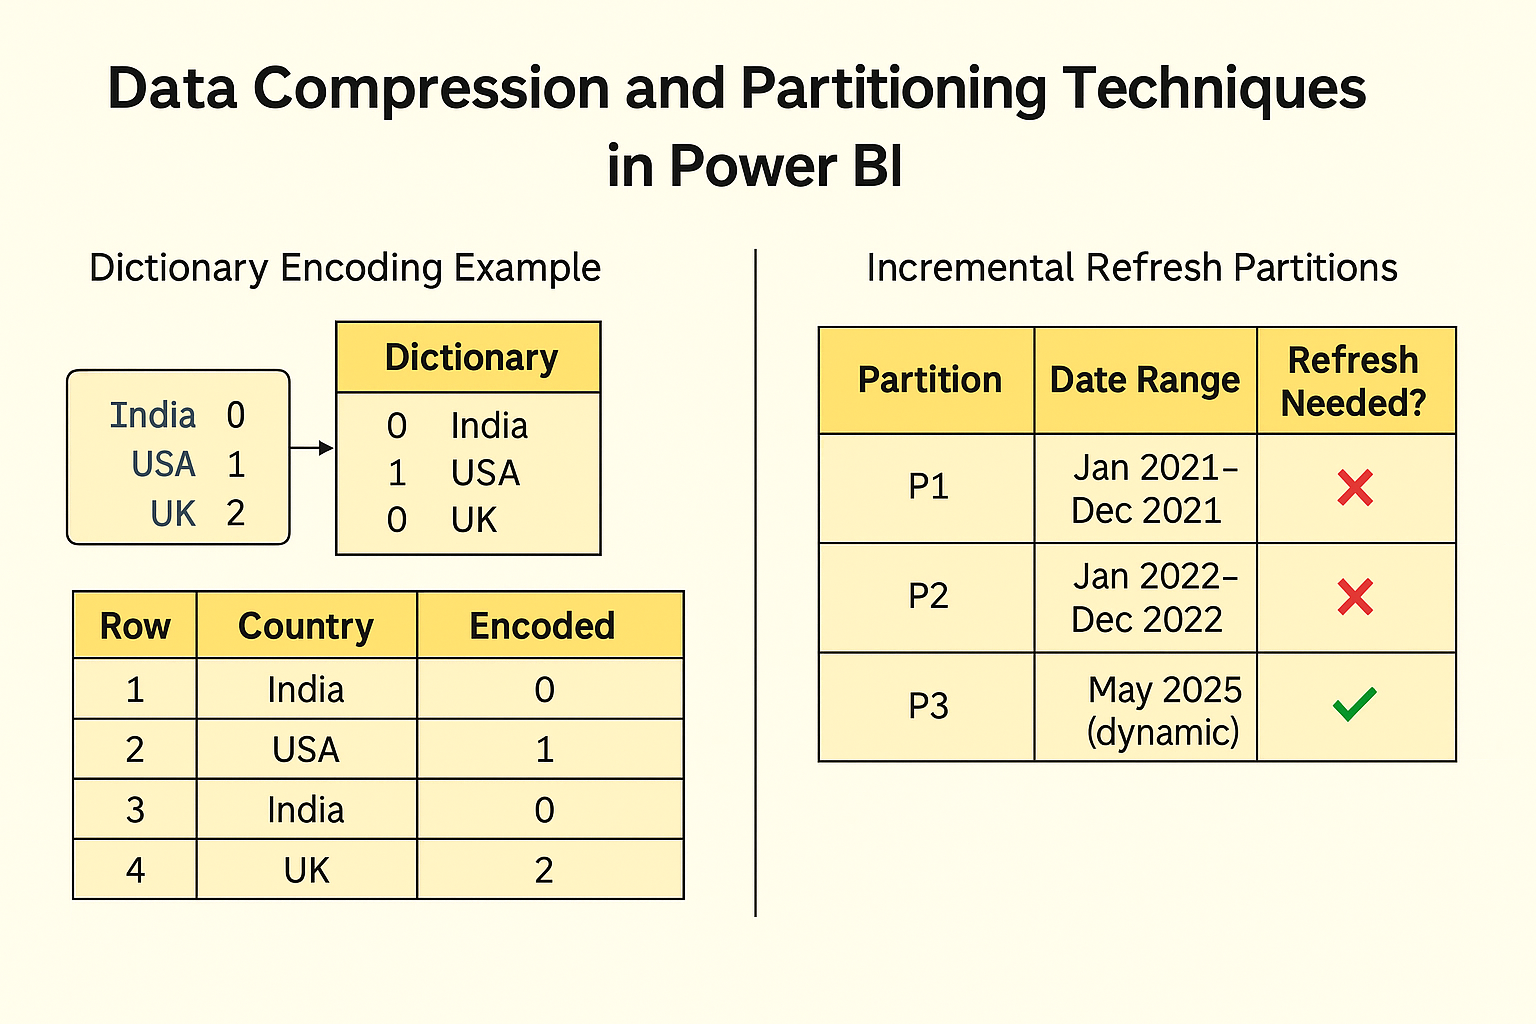 Data Compression and Partitioning Techniques
in Power BI
Dictionary Encoding Example
India 0
USA 1
UK 2
Dictionary
0 India
1 USA
0 UK
Row Country Encoded
1 India 0
2 USA 1
3 India 0
4 UK 2
Incremental Refresh Partitions
Partition Date Range Refresh
Needed?
P1 Jan 2021–
Dec 2021
P2 Jan 2022–
Dec 2022
P3 May 2025
(dynamic)